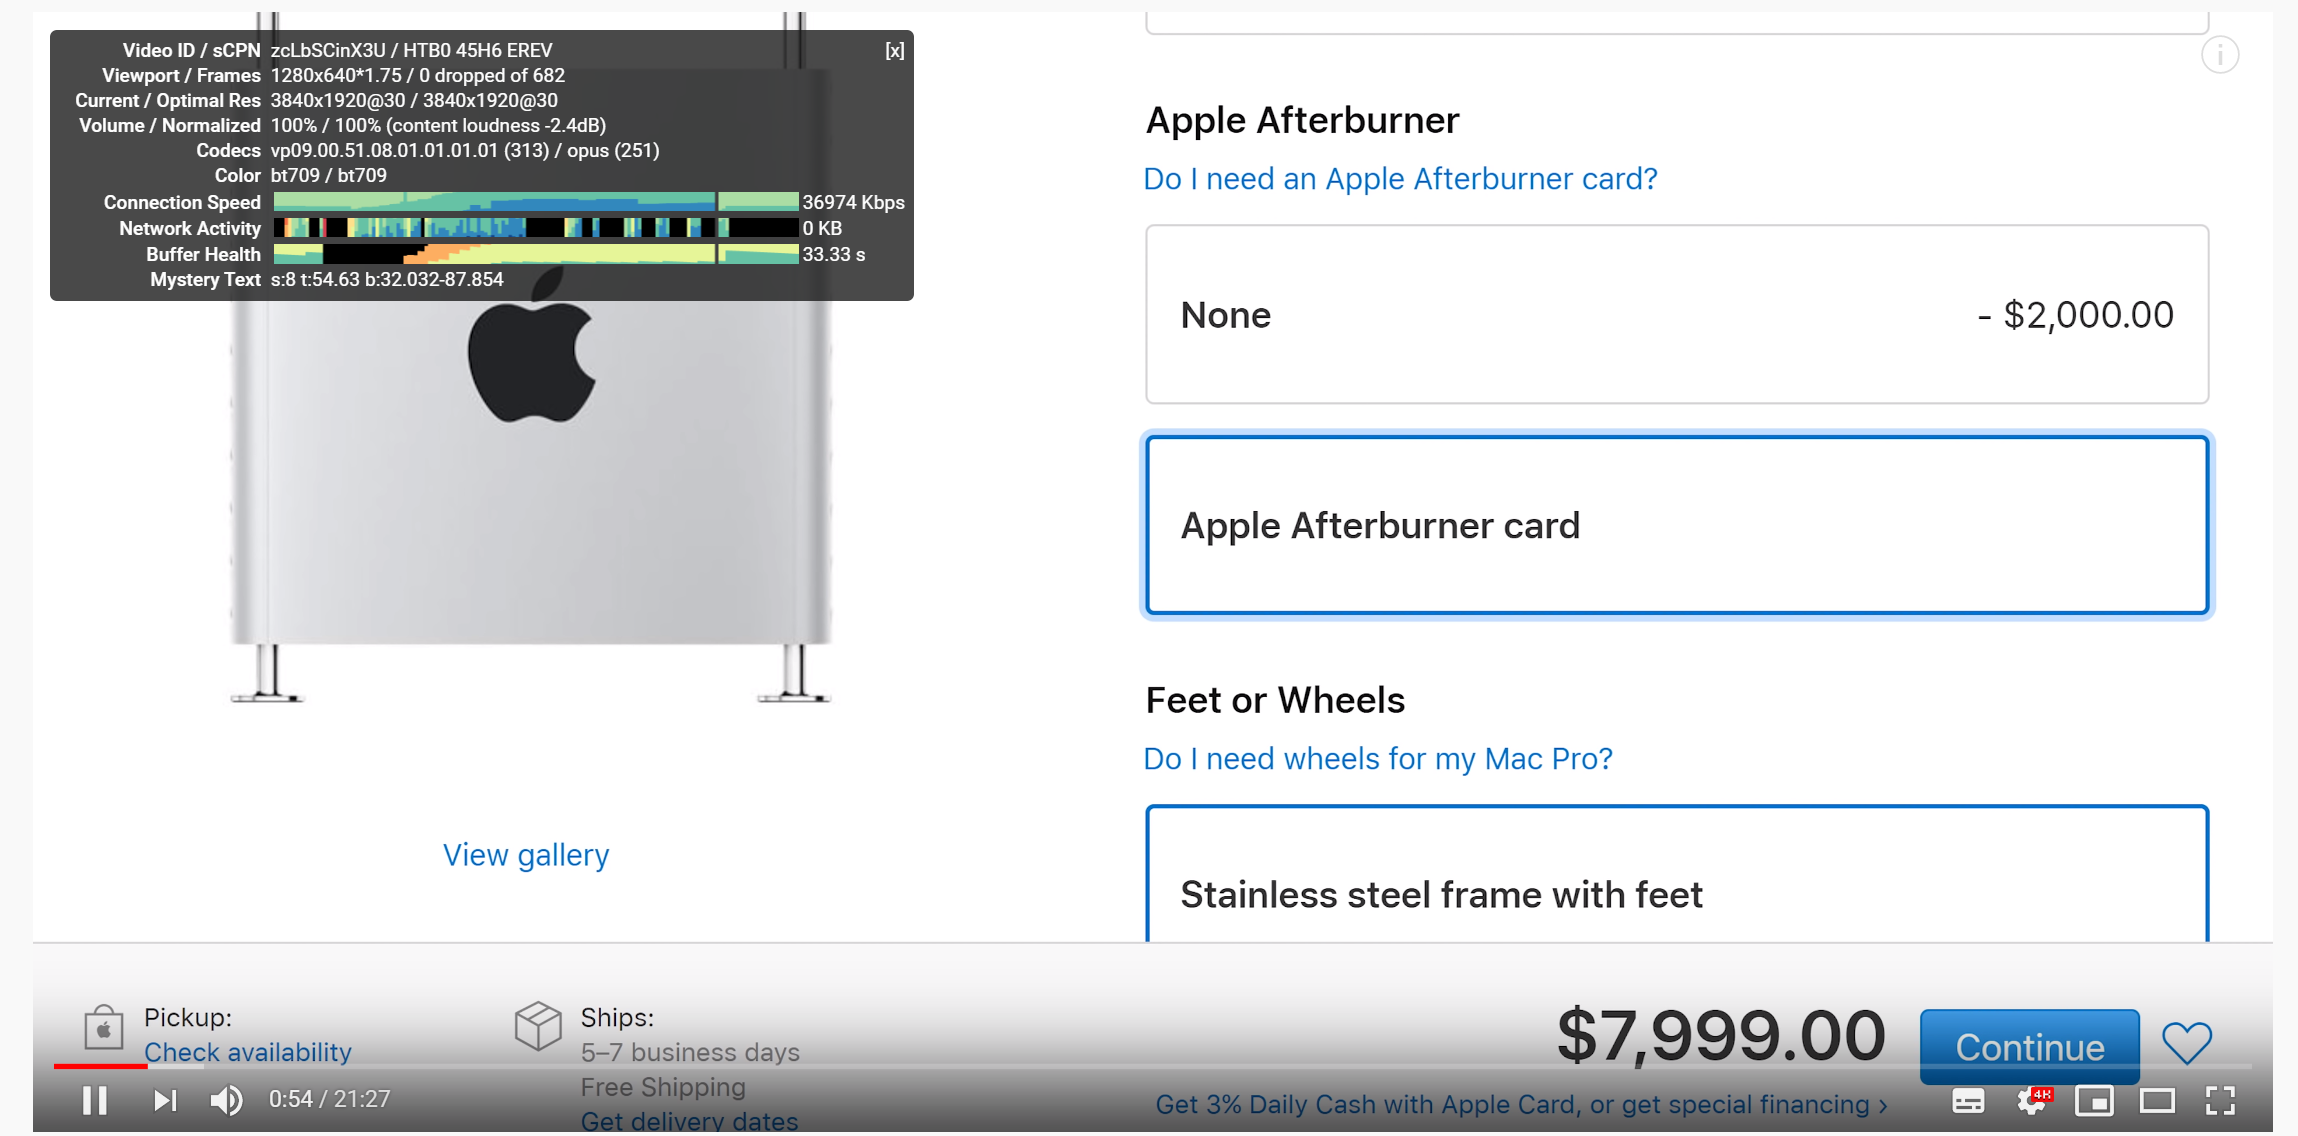 Video ID / sCPN zcLbSCinX3U / HTB0 45H6 EREV [x]
Viewport / Frames 1280x640*1.75 / 0 dropped of 682
Current / Optimal Res 3840x1920@30 / 3840x1920@30
Volume / Normalized 100% / 100% (content loudness -2.4dB)
Codecs vp09.00.51.08.01.01.01.01 (313) / opus (251)
Color bt709 / bt709
Connection Speed 36974 Kbps
Network Activity 0 KB
Buffer Health 33.33 s
Mystery Text s:8 t:54.63 b:32.032-87.854
View gallery
Apple Afterburner
Do I need an Apple Afterburner card?
None - $2,000.00
Apple Afterburner card
Feet or Wheels
Do I need wheels for my Mac Pro?
Stainless steel frame with feet
Pickup:
Check availability
Ships:
5–7 business days
Free Shipping
Get delivery dates
$7,999.00
Continue
Get 3% Daily Cash with Apple Card, or get special financing ›
0:54 / 21:27
4K